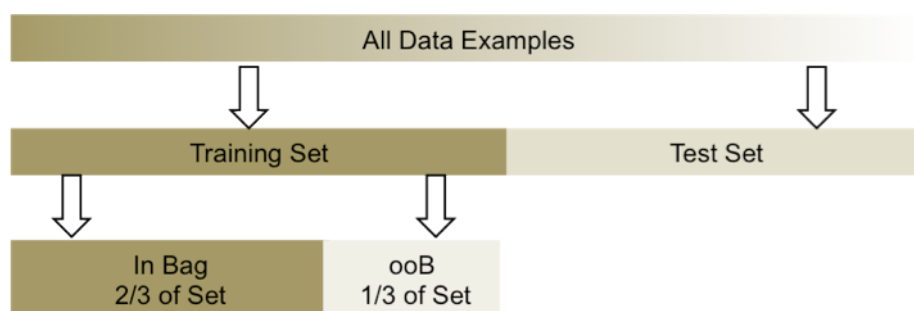 All Data Examples
Training Set
Test Set
In Bag
2/3 of Set
ooB
1/3 of Set